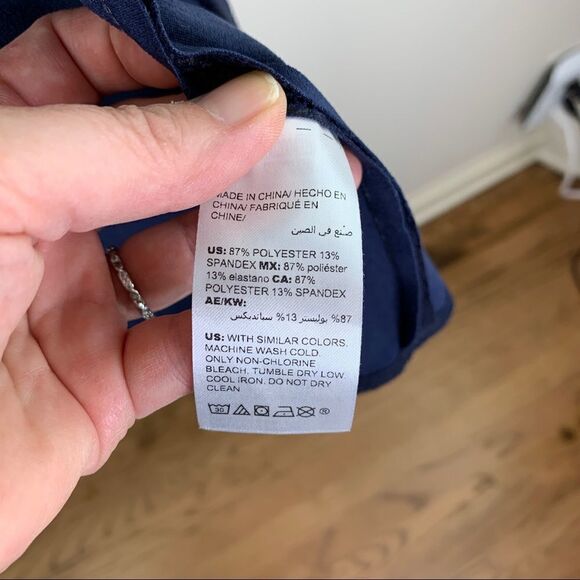 MADE IN CHINA/ HECHO EN
CHINA/ FABRIQUÉ EN
CHINE/
صنع في الصين
US: 87% POLYESTER 13%
SPANDEX MX: 87% poliéster
13% elastano CA: 87%
POLYESTER 13% SPANDEX
AE/KW:
87% بوليستر 13% سبانديكس
US: WITH SIMILAR COLORS.
MACHINE WASH COLD.
ONLY NON-CHLORINE
BLEACH. TUMBLE DRY LOW.
COOL IRON. DO NOT DRY
CLEAN
30 ®